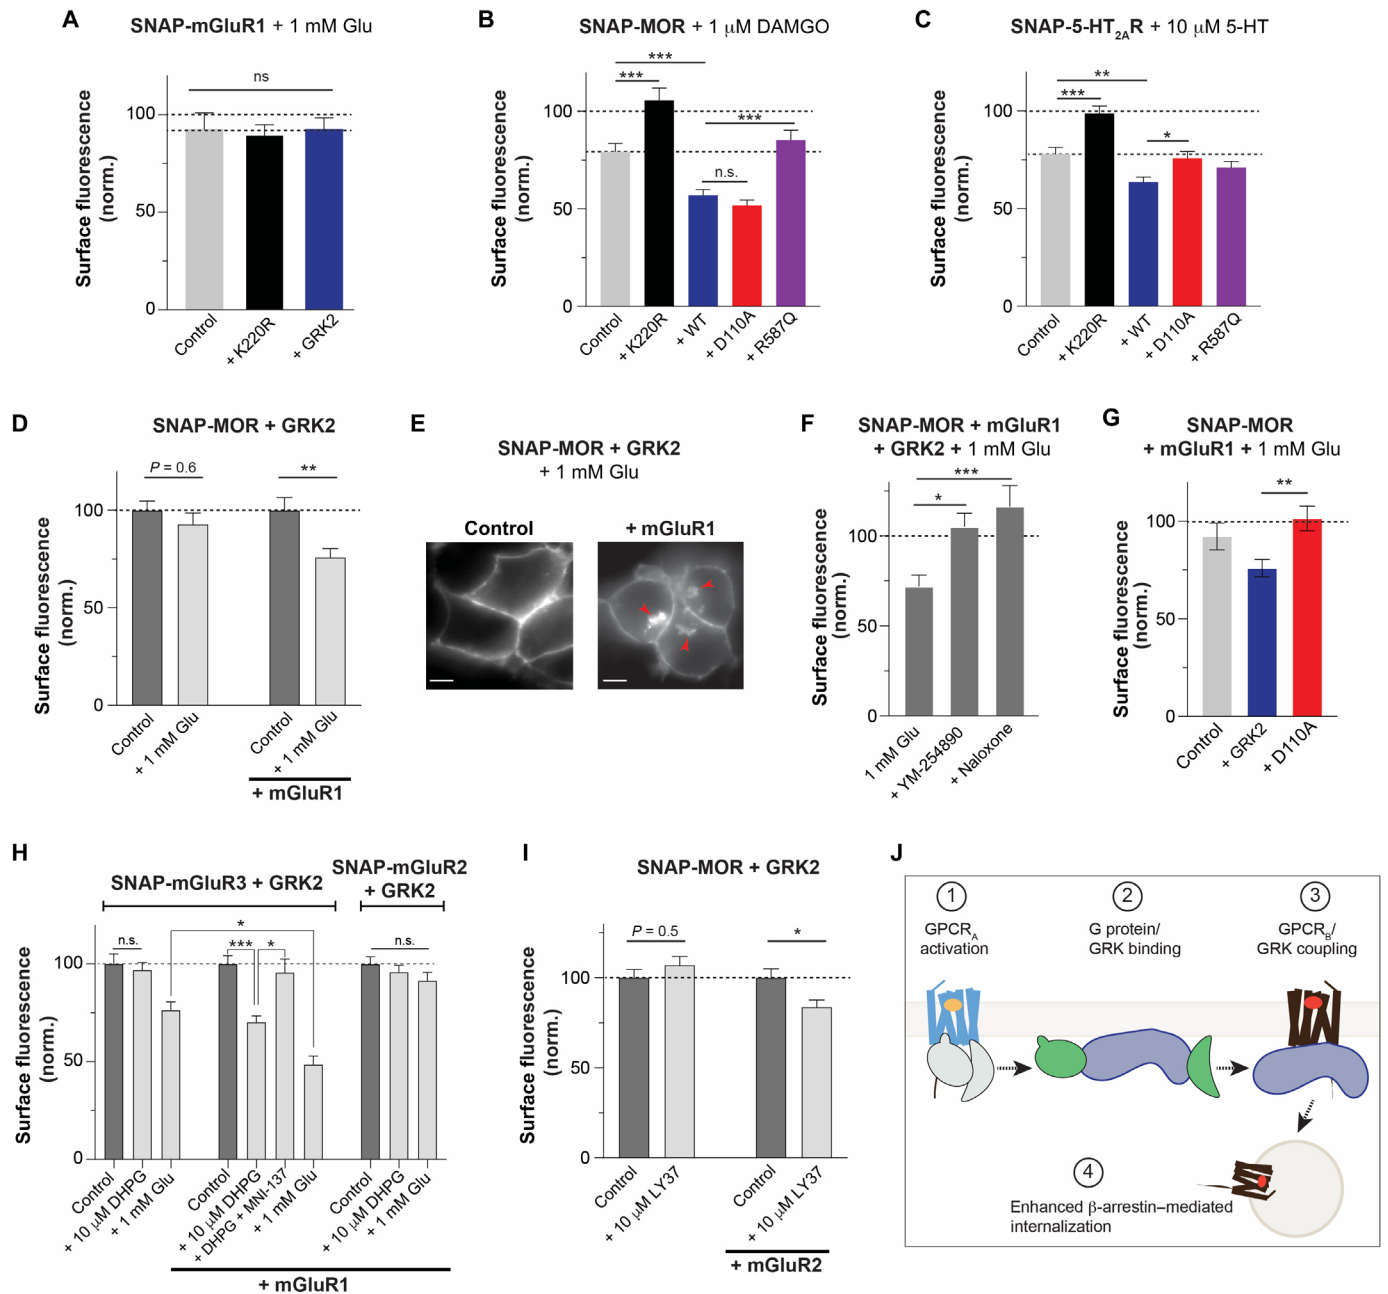 A
SNAP-mGluR1 + 1 mM Glu
Surface fluorescence
(norm.)
100
50
0
ns
Control
+ K220R
+ GRK2
B
SNAP-MOR + 1 μM DAMGO
Surface fluorescence
(norm.)
100
50
0
***
***
***
n.s.
Control
+ K220R
+ WT
+ D110A
+ R587Q
C
SNAP-5-HT2AR + 10 μM 5-HT
Surface fluorescence
(norm.)
100
50
0
**
***
*
Control
+ K220R
+ WT
+ D110A
+ R587Q
D
SNAP-MOR + GRK2
Surface fluorescence
(norm.)
100
50
0
P = 0.6
**
Control
+ 1 mM Glu
Control
+ 1 mM Glu
+ mGluR1
E
SNAP-MOR + GRK2
+ 1 mM Glu
Control
+ mGluR1
F
SNAP-MOR + mGluR1
+ GRK2 + 1 mM Glu
Surface fluorescence
(norm.)
100
50
0
***
*
1 mM Glu
+ YM-254890
+ Naloxone
G
SNAP-MOR
+ mGluR1 + 1 mM Glu
Surface fluorescence
(norm.)
100
50
0
**
Control
+ GRK2
+ D110A
H
SNAP-mGluR3 + GRK2
SNAP-mGluR2
+ GRK2
Surface fluorescence
(norm.)
100
50
0
n.s.
*
***
*
n.s.
Control
+ 10 μM DHPG
+ 1 mM Glu
Control
+ 10 μM DHPG
+ DHPG + MNI-137
+ 1 mM Glu
Control
+ 10 μM DHPG
+ 1 mM Glu
+ mGluR1
I
SNAP-MOR + GRK2
Surface fluorescence
(norm.)
100
50
0
P = 0.5
*
Control
+ 10 μM LY37
Control
+ 10 μM LY37
+ mGluR2
J
1
GPCRA
activation
2
G protein/
GRK binding
3
GPCRB/
GRK coupling
4
Enhanced β-arrestin–mediated
internalization